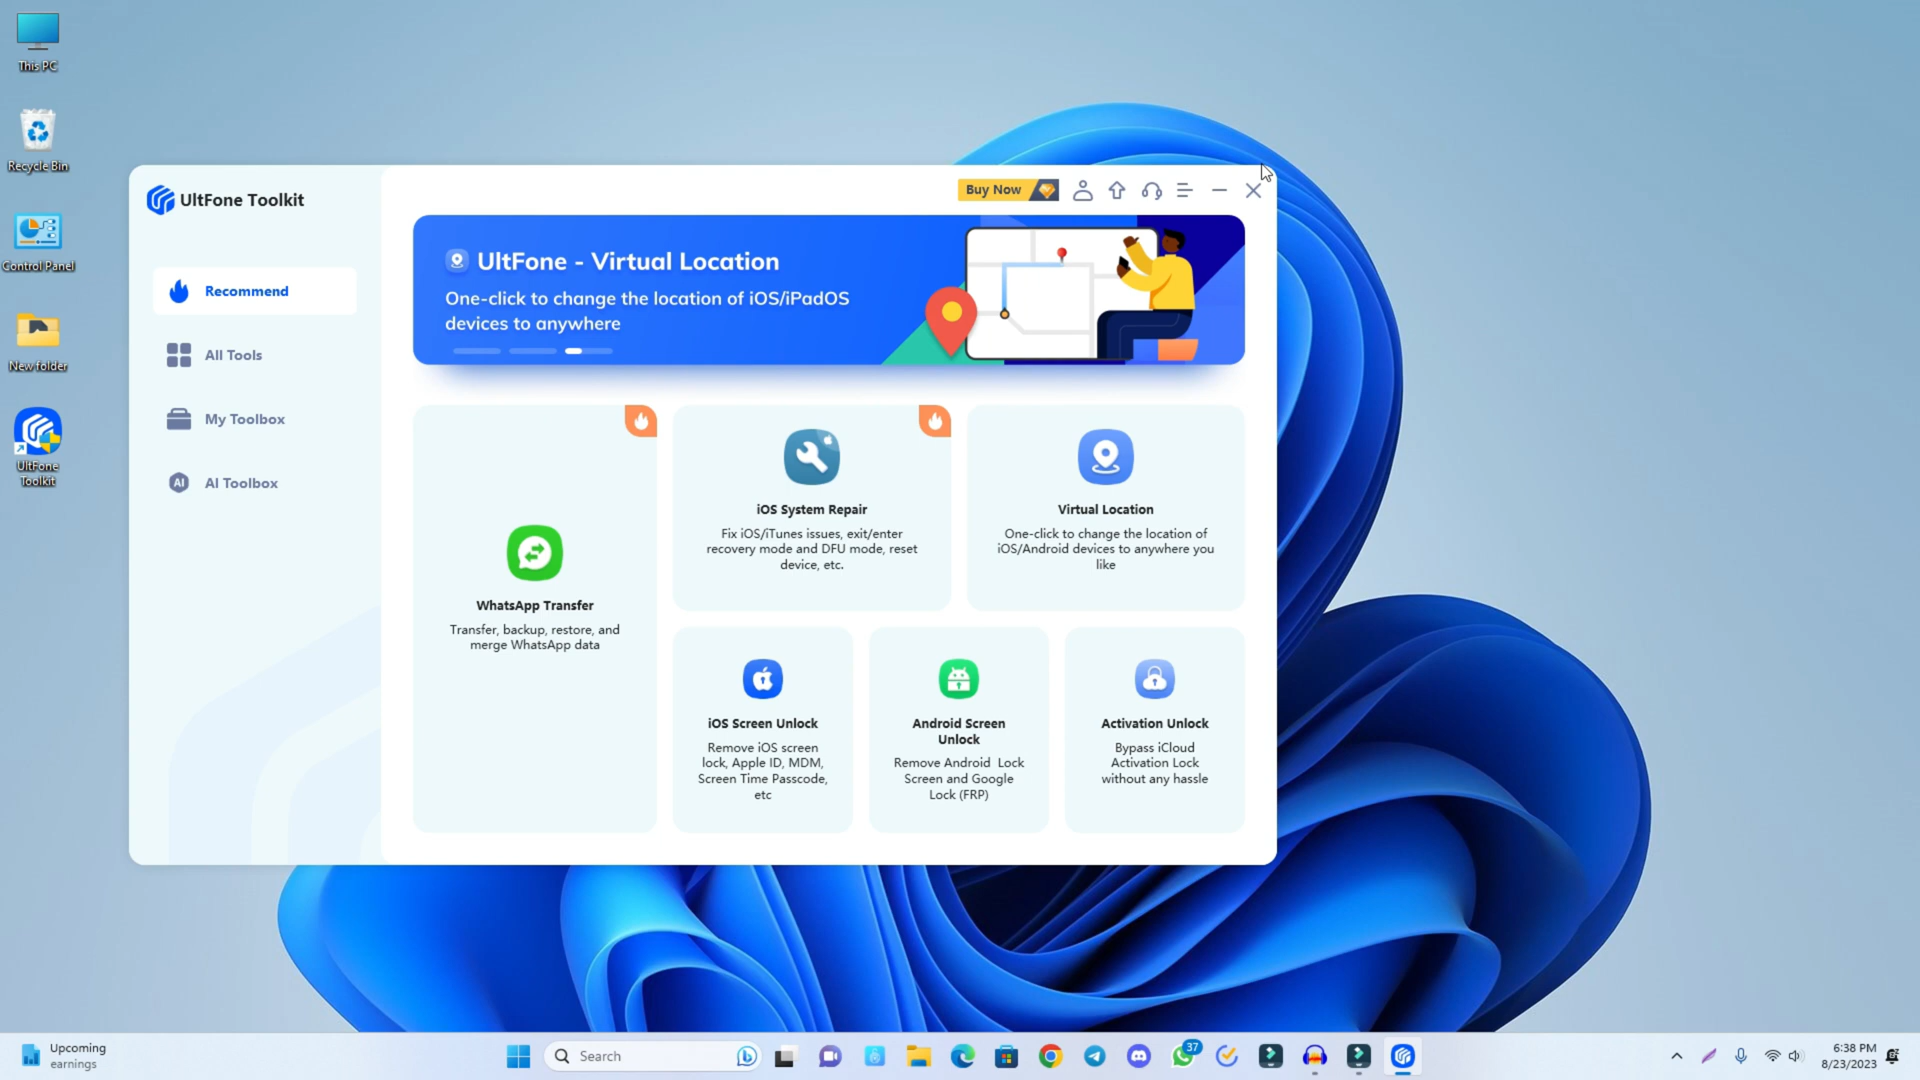 This PC
Recycle Bin
Control Panel
New folder
UltFone
Toolkit
UltFone Toolkit
Recommend
All Tools
My Toolbox
AI
AI Toolbox
Buy Now
UltFone - Virtual Location
One-click to change the location of iOS/iPadOS
devices to anywhere
WhatsApp Transfer
Transfer, backup, restore, and
merge WhatsApp data
iOS System Repair
Fix iOS/iTunes issues, exit/enter
recovery mode and DFU mode, reset
device, etc.
Virtual Location
One-click to change the location of
iOS/Android devices to anywhere you
like
iOS Screen Unlock
Remove iOS screen
lock, Apple ID, MDM,
Screen Time Passcode,
etc
Android Screen
Unlock
Remove Android Lock
Screen and Google
Lock (FRP)
Activation Unlock
Bypass iCloud
Activation Lock
without any hassle
Upcoming
earnings
Search
37
6:38 PM
8/23/2023